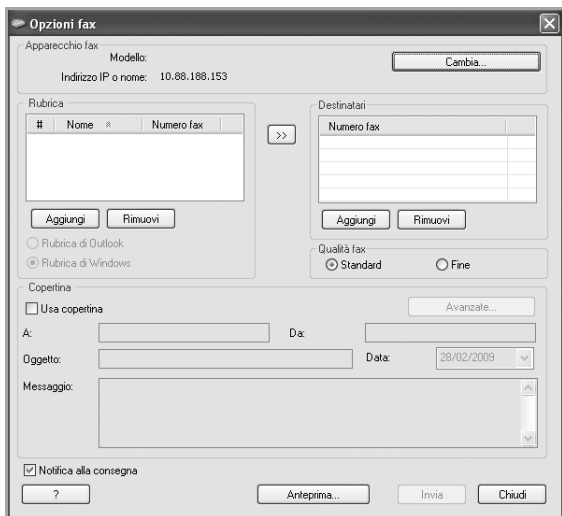 Opzioni fax
Apparecchio fax
Modello:
Cambia...
Indirizzo IP o nome: 10.88.188.153
Rubrica
# Nome Numero fax
>>
Destinatari
Numero fax
Aggiungi Rimuovi
Aggiungi Rimuovi
Rubrica di Outlook
Rubrica di Windows
Qualità fax
Standard Fine
Copertina
Usa copertina
Avanzate...
A: Da:
Oggetto: Data: 28/02/2009
Messaggio:
Notifica alla consegna
? Anteprima... Invia Chiudi